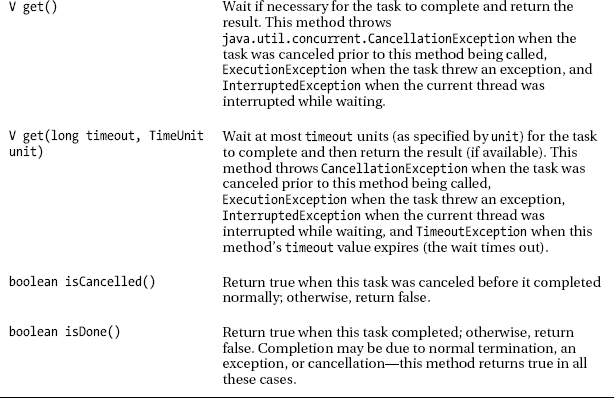 V get()
Wait if necessary for the task to complete and return the
result. This method throws
java.util.concurrent.CancellationException when the
task was canceled prior to this method being called,
ExecutionException when the task threw an exception, and
InterruptedException when the current thread was
interrupted while waiting.
V get(long timeout, TimeUnit
unit)
Wait at most timeout units (as specified by unit) for the task
to complete and then return the result (if available). This
method throws CancellationException when the task was
canceled prior to this method being called,
ExecutionException when the task threw an exception,
InterruptedException when the current thread was
interrupted while waiting, and TimeoutException when this
method's timeout value expires (the wait times out).
boolean isCancelled()
Return true when this task was canceled before it completed
normally; otherwise, return false.
boolean isDone()
Return true when this task completed; otherwise, return
false. Completion may be due to normal termination, an
exception, or cancellation—this method returns true in all
these cases.